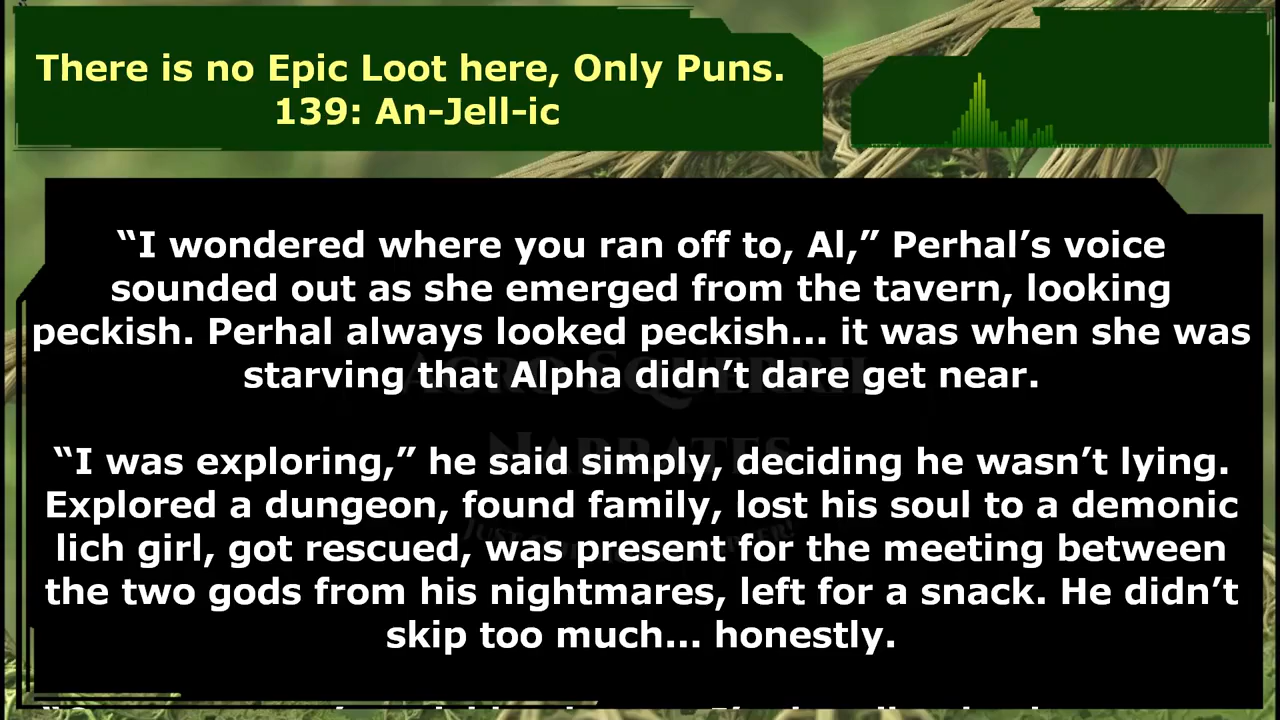 There is no Epic Loot here, Only Puns.
139: An-Jell-ic
“I wondered where you ran off to, Al,” Perhal’s voice
sounded out as she emerged from the tavern, looking
peckish. Perhal always looked peckish... it was when she was
starving that Alpha didn’t dare get near.
“I was exploring,” he said simply, deciding he wasn’t lying.
Explored a dungeon, found family, lost his soul to a demonic
lich girl, got rescued, was present for the meeting between
the two gods from his nightmares, left for a snack. He didn’t
skip too much... honestly.